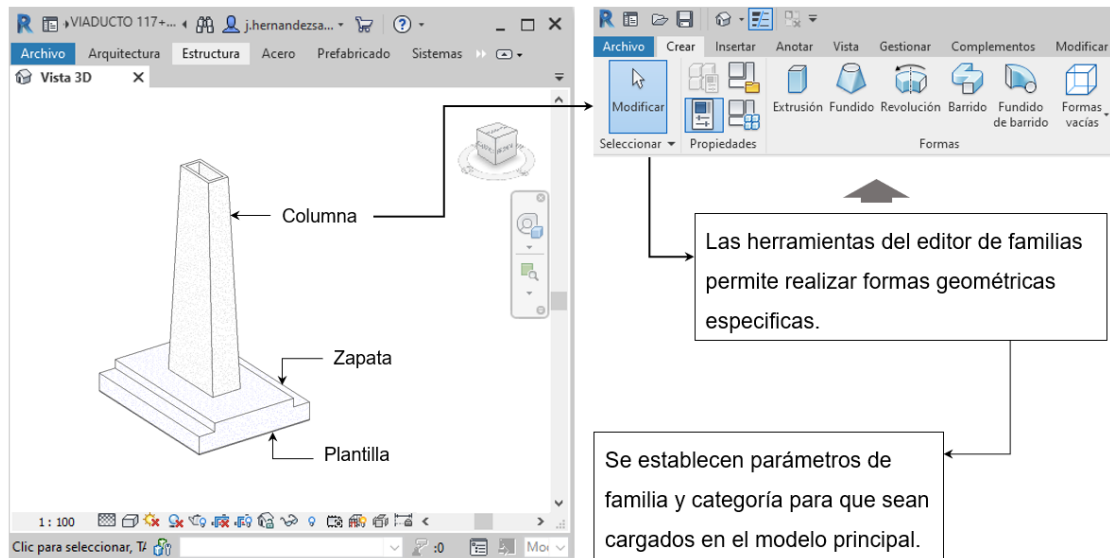 VIADUCTO 117+...
j.hernandezsa...
Archivo Arquitectura Estructura Acero Prefabricado Sistemas
Vista 3D
Columna
Zapata
Plantilla
1 : 100
Clic para seleccionar, TA
:0
Mo
Archivo Crear Insertar Anotar Vista Gestionar Complementos Modificar
Modificar
Extrusión Fundido Revolución Barrido Fundido Formas
de barrido vacías
Seleccionar Propiedades Formas
Las herramientas del editor de familias
permite realizar formas geométricas
especificas.
Se establecen parámetros de
familia y categoría para que sean
cargados en el modelo principal.